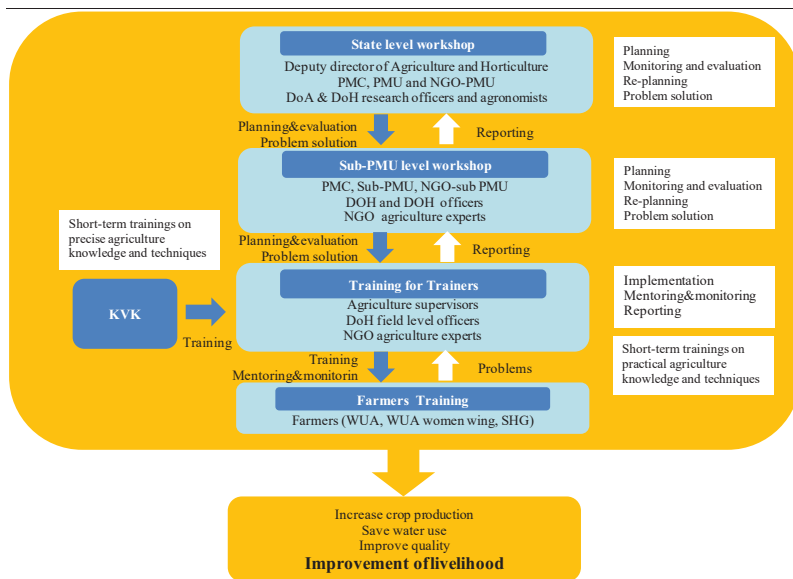 State level workshop
Deputy director of Agriculture and Horticulture
PMC, PMU and NGO-PMU
DoA & DoH research officers and agronomists
Planning
Monitoring and evaluation
Re-planning
Problem solution
Planning&evaluation
Problem solution
Reporting
Sub-PMU level workshop
PMC, Sub-PMU, NGO-sub PMU
DOH and DOH officers
NGO agriculture experts
Planning
Monitoring and evaluation
Re-planning
Problem solution
Short-term trainings on
precise agriculture
knowledge and techniques
Planning&evaluation
Problem solution
Reporting
KVK
Training
Training for Trainers
Agriculture supervisors
DoH field level officers
NGO agriculture experts
Implementation
Mentoring&monitoring
Reporting
Training
Mentoring&monitorin
Problems
Short-term trainings on
practical agriculture
knowledge and techniques
Farmers Training
Farmers (WUA, WUA women wing, SHG)
Increase crop production
Save water use
Improve quality
Improvement of livelihood